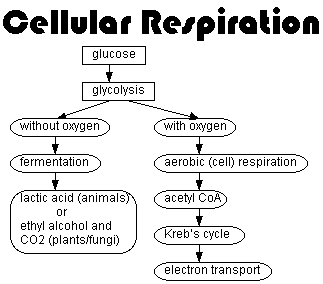 Cellular Respiration
glucose
glycolysis
without oxygen
with oxygen
fermentation
aerobic (cell) respiration
lactic acid (animals)
or
ethyl alcohol and
CO2 (plants/fungi)
acetyl CoA
Kreb's cycle
electron transport